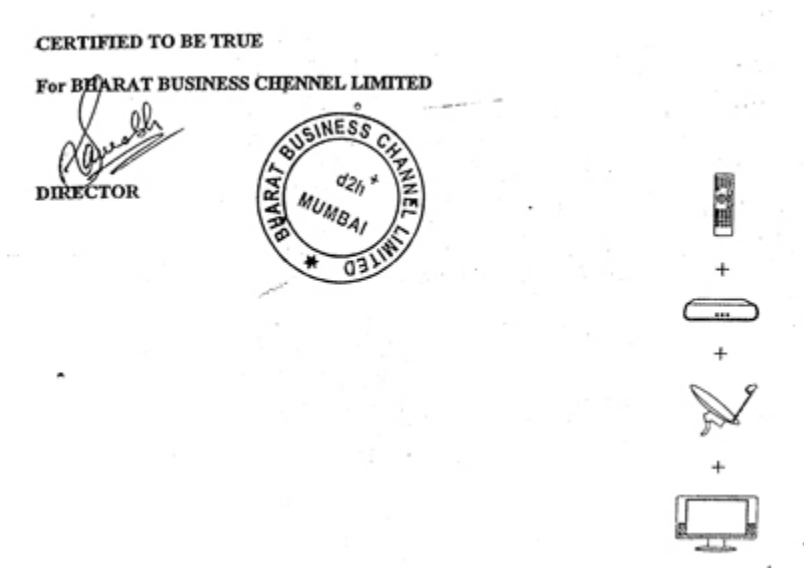 CERTIFIED TO BE TRUE
For BHARAT BUSINESS CHENNEL LIMITED
DIRECTOR
BHARAT BUSINESS CHANNEL LIMITED
d2h +
MUMBAI
+
+
+